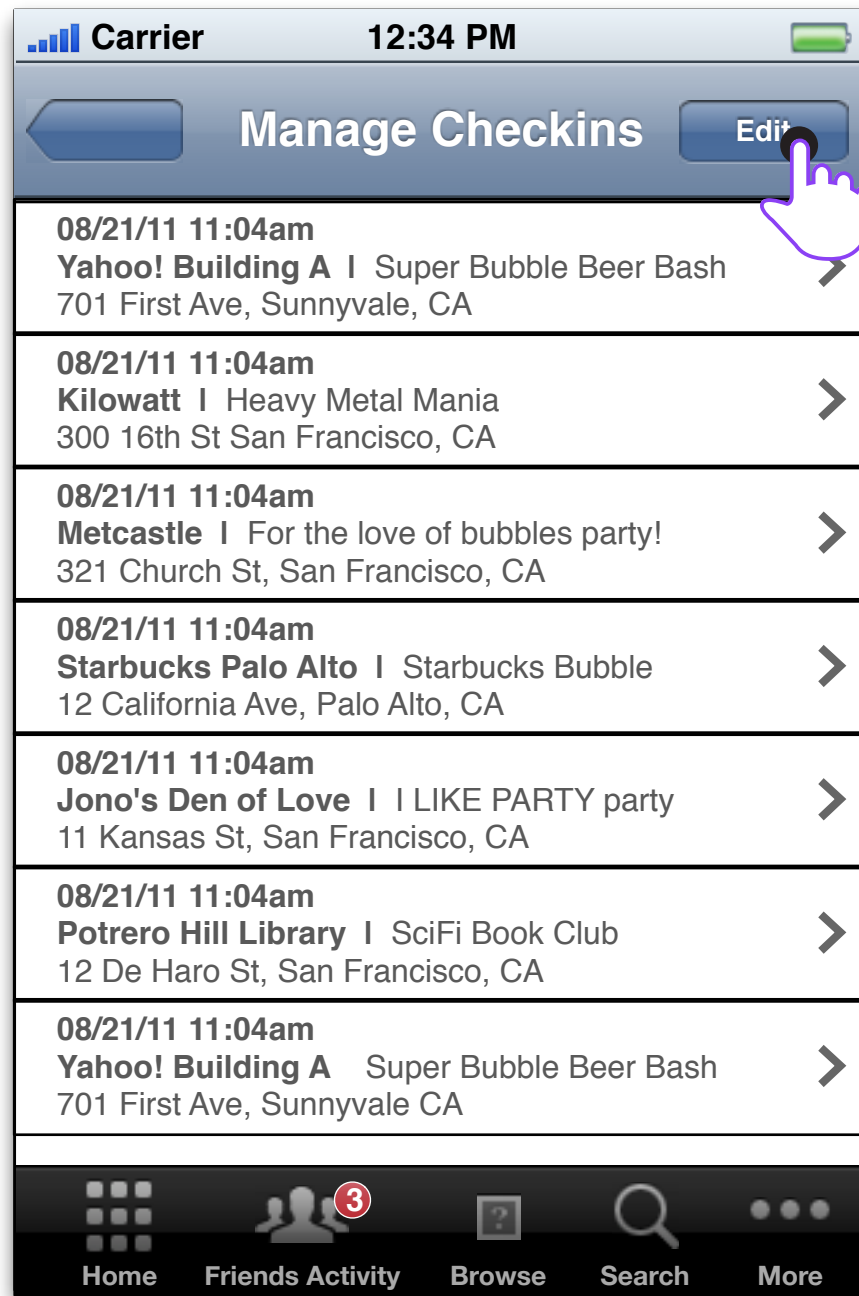 Carrier 12:34 PM
Manage Checkins Edit
08/21/11 11:04am
Yahoo! Building A I Super Bubble Beer Bash
701 First Ave, Sunnyvale, CA
08/21/11 11:04am
Kilowatt I Heavy Metal Mania
300 16th St San Francisco, CA
08/21/11 11:04am
Metcastle I For the love of bubbles party!
321 Church St, San Francisco, CA
08/21/11 11:04am
Starbucks Palo Alto I Starbucks Bubble
12 California Ave, Palo Alto, CA
08/21/11 11:04am
Jono's Den of Love I I LIKE PARTY party
11 Kansas St, San Francisco, CA
08/21/11 11:04am
Potrero Hill Library I SciFi Book Club
12 De Haro St, San Francisco, CA
08/21/11 11:04am
Yahoo! Building A Super Bubble Beer Bash
701 First Ave, Sunnyvale CA
3
?
Home Friends Activity Browse Search More